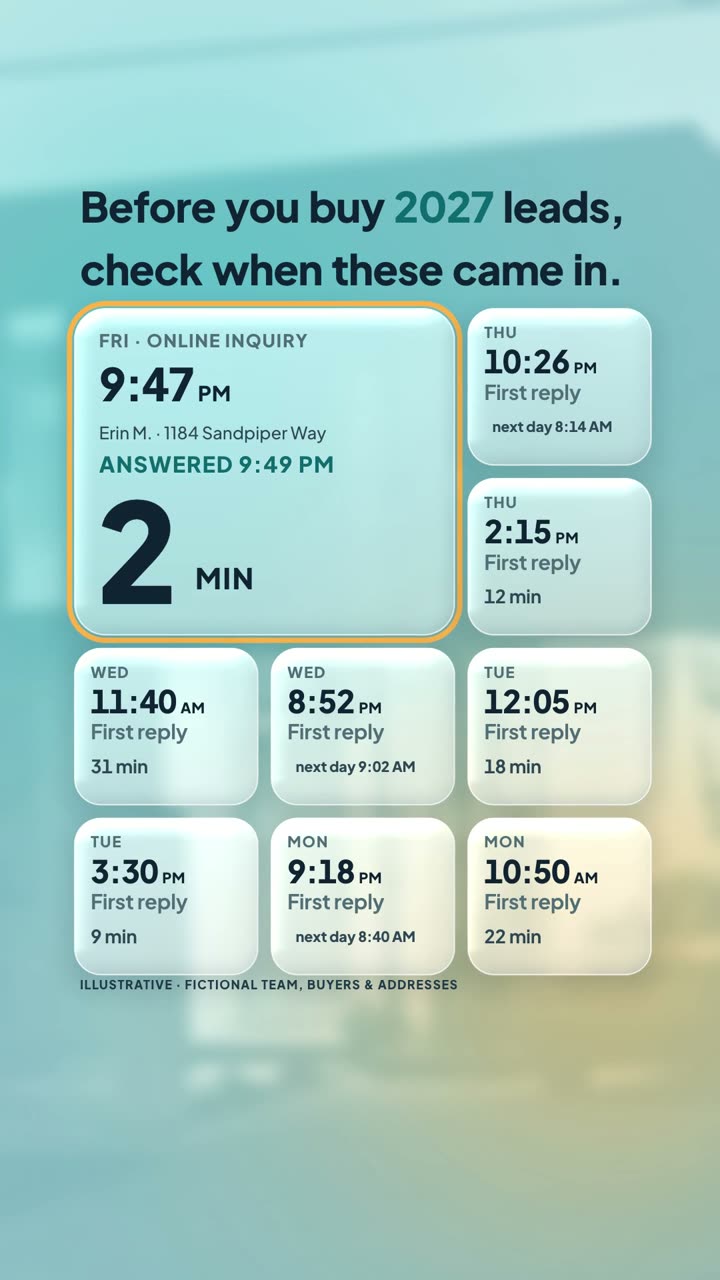 Before you buy 2027 leads,
check when these came in.
FRI · ONLINE INQUIRY
9:47 PM
Erin M. · 1184 Sandpiper Way
ANSWERED 9:49 PM
2 MIN
THU
10:26 PM
First reply
next day 8:14 AM
THU
2:15 PM
First reply
12 min
WED
11:40 AM
First reply
31 min
WED
8:52 PM
First reply
next day 9:02 AM
TUE
12:05 PM
First reply
18 min
TUE
3:30 PM
First reply
9 min
MON
9:18 PM
First reply
next day 8:40 AM
MON
10:50 AM
First reply
22 min
ILLUSTRATIVE · FICTIONAL TEAM, BUYERS & ADDRESSES